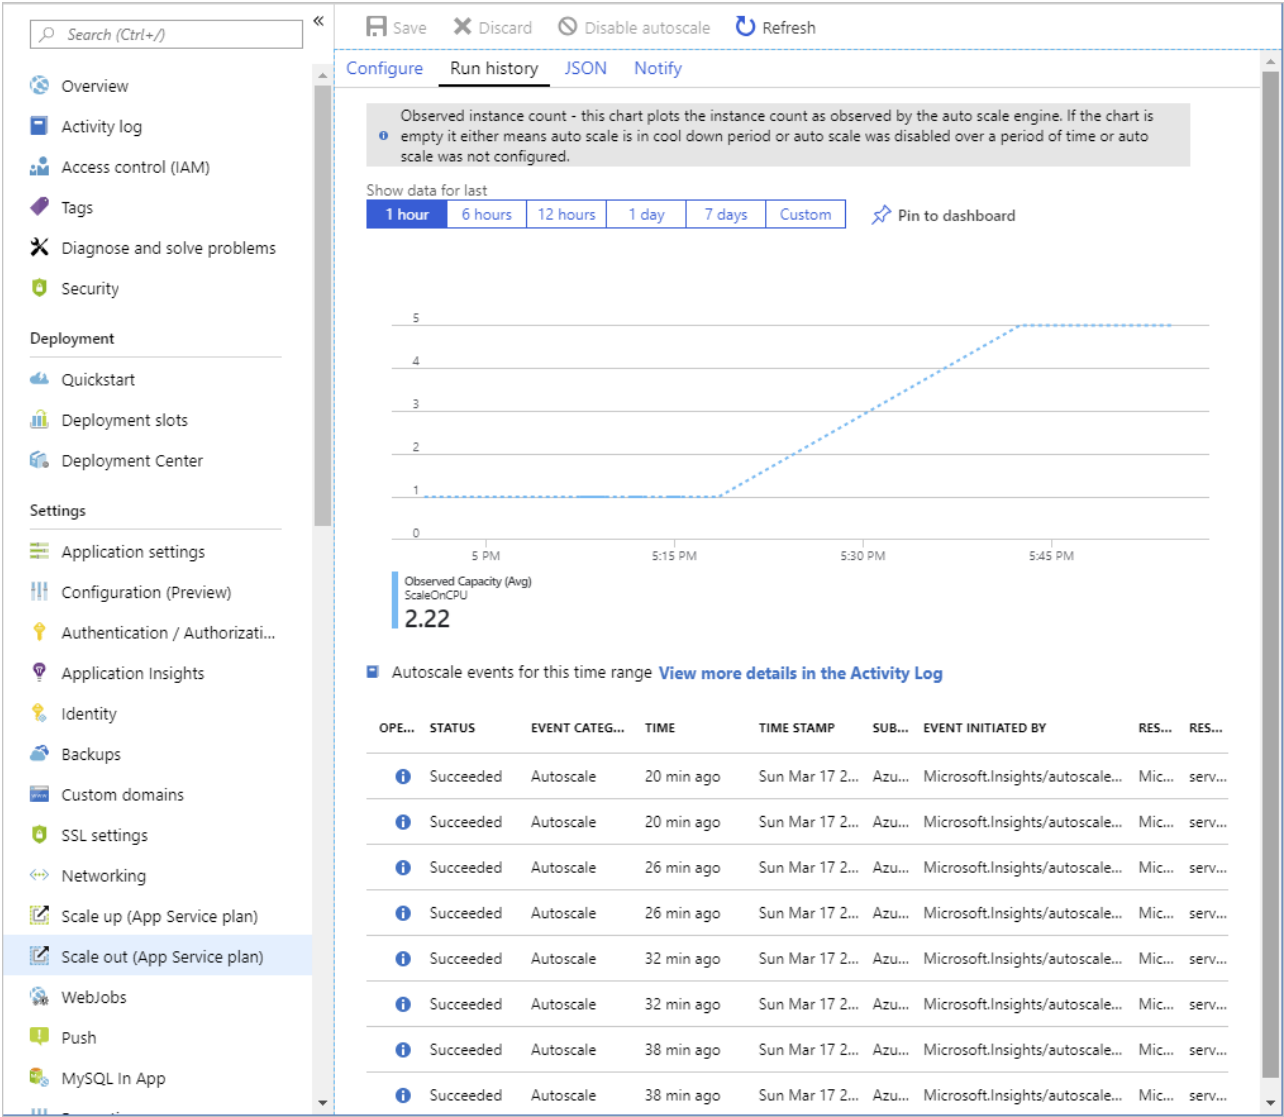 Search (Ctrl+/)
«
Overview
Activity log
Access control (IAM)
Tags
Diagnose and solve problems
Security
Deployment
Quickstart
Deployment slots
Deployment Center
Settings
Application settings
Configuration (Preview)
Authentication / Authorizati...
Application Insights
Identity
Backups
Custom domains
SSL settings
Networking
Scale up (App Service plan)
Scale out (App Service plan)
WebJobs
Push
MySQL In App
Save Discard Disable autoscale Refresh
Configure Run history JSON Notify
Observed instance count - this chart plots the instance count as observed by the auto scale engine. If the chart is
empty it either means auto scale is in cool down period or auto scale was disabled over a period of time or auto
scale was not configured.
Show data for last
1 hour 6 hours 12 hours 1 day 7 days Custom Pin to dashboard
5
4
3
2
1
0
5 PM 5:15 PM 5:30 PM 5:45 PM
Observed Capacity (Avg)
ScaleOnCPU
2.22
Autoscale events for this time range View more details in the Activity Log
OPE... STATUS EVENT CATEG... TIME TIME STAMP SUB... EVENT INITIATED BY RES... RES...
Succeeded Autoscale 20 min ago Sun Mar 17 2... Azu... Microsoft.Insights/autoscale... Mic... serv...
Succeeded Autoscale 20 min ago Sun Mar 17 2... Azu... Microsoft.Insights/autoscale... Mic... serv...
Succeeded Autoscale 26 min ago Sun Mar 17 2... Azu... Microsoft.Insights/autoscale... Mic... serv...
Succeeded Autoscale 26 min ago Sun Mar 17 2... Azu... Microsoft.Insights/autoscale... Mic... serv...
Succeeded Autoscale 32 min ago Sun Mar 17 2... Azu... Microsoft.Insights/autoscale... Mic... serv...
Succeeded Autoscale 32 min ago Sun Mar 17 2... Azu... Microsoft.Insights/autoscale... Mic... serv...
Succeeded Autoscale 38 min ago Sun Mar 17 2... Azu... Microsoft.Insights/autoscale... Mic... serv...
Succeeded Autoscale 38 min ago Sun Mar 17 2... Azu... Microsoft.Insights/autoscale... Mic... serv...